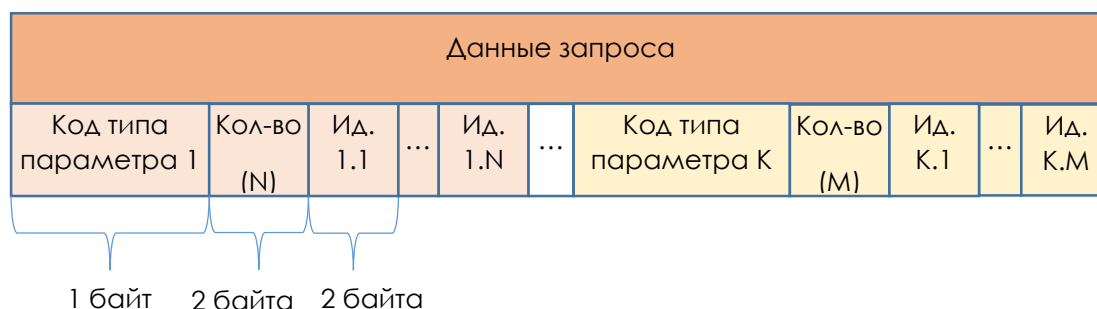 Данные запроса
Код типа параметра 1
Кол-во (N)
Ид. 1.1
...
Ид. 1.N
...
Код типа параметра K
Кол-во (M)
Ид. K.1
...
Ид. K.M
1 байт
2 байта
2 байта